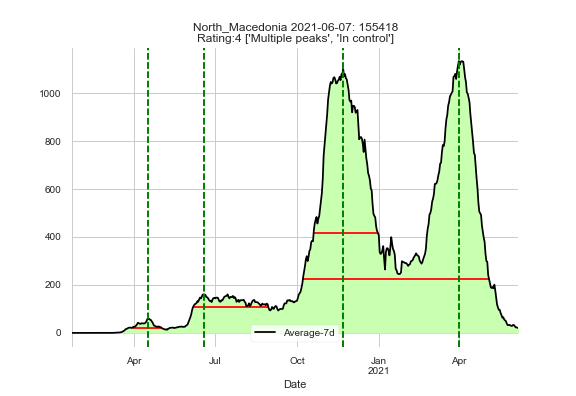 North_Macedonia 2021-06-07: 155418
Rating:4 ['Multiple peaks', 'In control']
1000
800
600
400
200
0
Average-7d
Apr
Jul
Oct
Jan
2021
Apr
Date